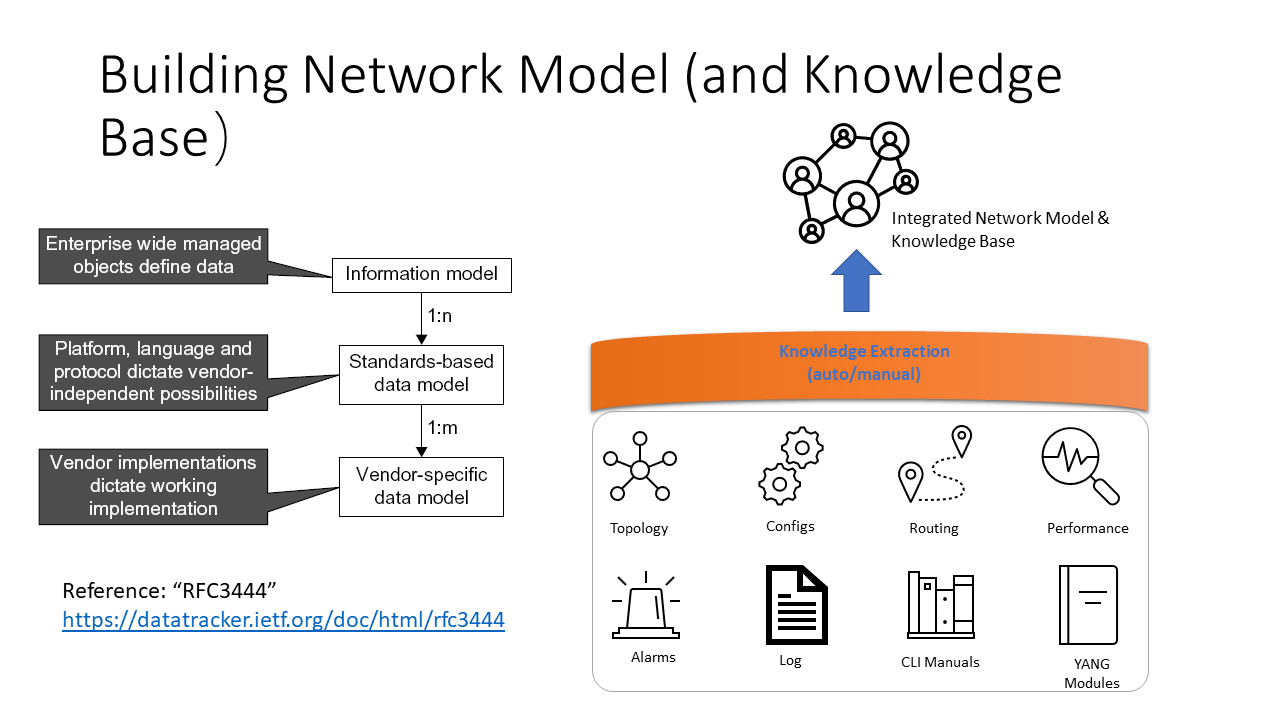 Building Network Model (and Knowledge
Base）
Enterprise wide managed
objects define data
Information model
1:n
Platform, language and
protocol dictate vendor-
independent possibilities
Standards-based
data model
1:m
Vendor implementations
dictate working
implementation
Vendor-specific
data model
Reference: “RFC3444”
https://datatracker.ietf.org/doc/html/rfc3444
Integrated Network Model &
Knowledge Base
Knowledge Extraction
(auto/manual)
Topology
Configs
Routing
Performance
Alarms
Log
CLI Manuals
YANG
Modules